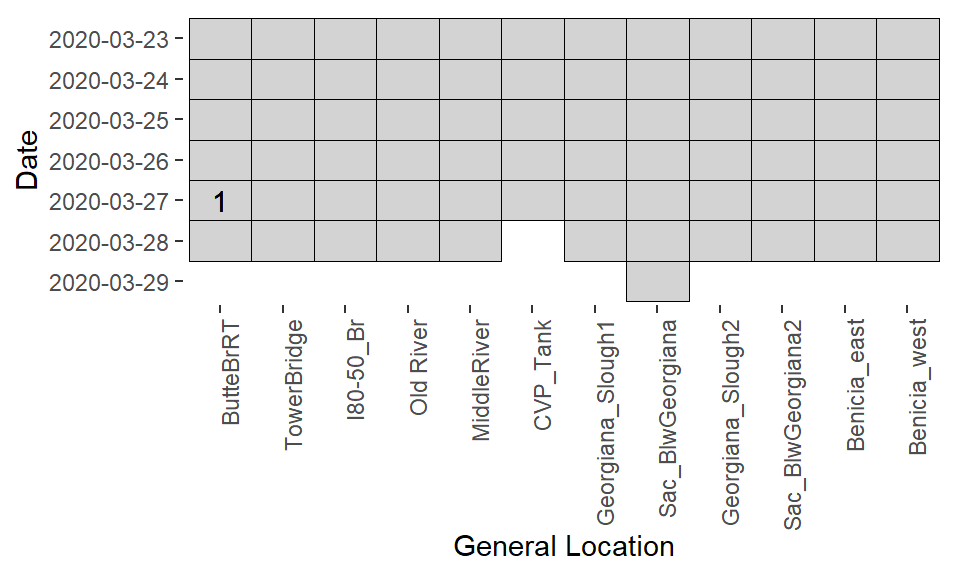 Date
2020-03-23
2020-03-24
2020-03-25
2020-03-26
2020-03-27
1
2020-03-28
2020-03-29
ButteBrRT
TowerBridge
I80-50_Br
Old River
MiddleRiver
CVP_Tank
Georgiana_Slough1
Sac_BlwGeorgiana
Georgiana_Slough2
Sac_BlwGeorgiana2
Benicia_east
Benicia_west
General Location